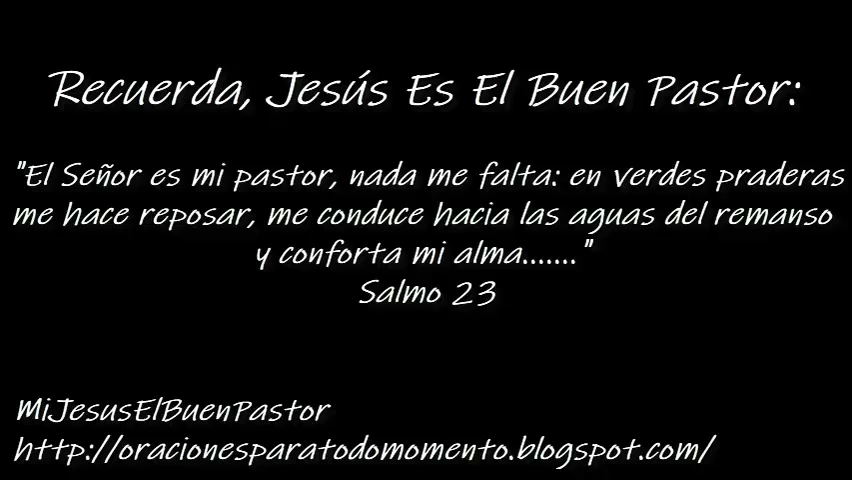 Recuerda, Jesús Es El Buen Pastor:
"El Señor es mi pastor, nada me falta: en verdes praderas
me hace reposar, me conduce hacia las aguas del remanso
y conforta mi alma......."
Salmo 23
MiJesusElBuenPastor
http://oracionesparatodomomento.blogspot.com/